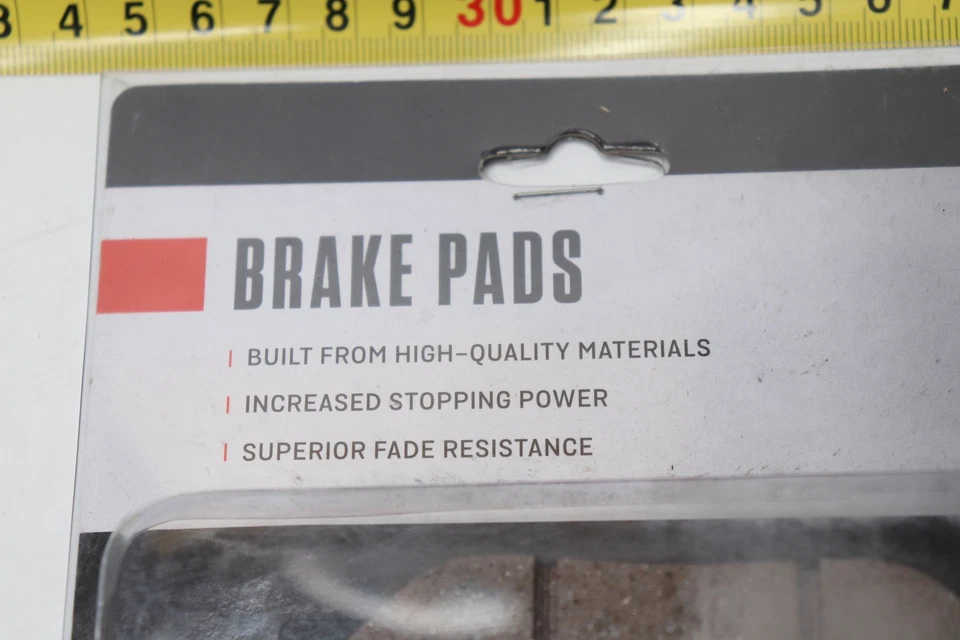 3 4 5 6 7 8 9 30 1 2 3 4 5 6 7
BRAKE PADS
BUILT FROM HIGH-QUALITY MATERIALS
INCREASED STOPPING POWER
SUPERIOR FADE RESISTANCE